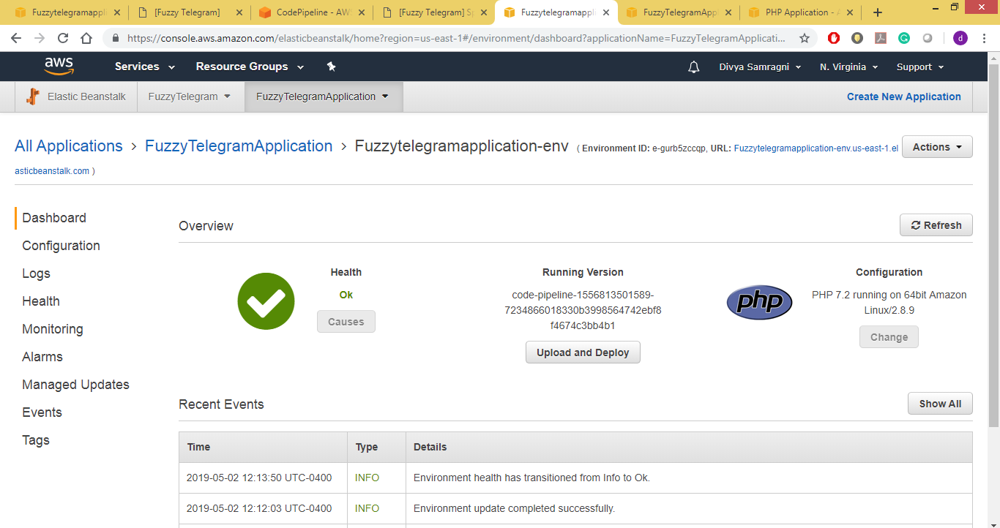 Fuzzytelegramappli
[Fuzzy Telegram]
CodePipeline - AWS
[Fuzzy Telegram] Sp
Fuzzytelegramappli
FuzzyTelegramAppl
PHP Application - A
https://console.aws.amazon.com/elasticbeanstalk/home?region=us-east-1#/environment/dashboard?applicationName=FuzzyTelegramApplicati...
d
aws
Services
Resource Groups
Divya Samragni
N. Virginia
Support
Elastic Beanstalk
FuzzyTelegram
FuzzyTelegramApplication
Create New Application
All Applications > FuzzyTelegramApplication > Fuzzytelegramapplication-env ( Environment ID: e-gurb5zccqp, URL: Fuzzytelegramapplication-env.us-east-1.el
asticbeanstalk.com )
Actions
Dashboard
Configuration
Logs
Health
Monitoring
Alarms
Managed Updates
Events
Tags
Overview
Refresh
Health
Ok
Causes
Running Version
code-pipeline-1556813501589-
7234866018330b3998564742ebf8
f4674c3bb4b1
Upload and Deploy
php
Configuration
PHP 7.2 running on 64bit Amazon
Linux/2.8.9
Change
Recent Events
Show All
Time Type Details
2019-05-02 12:13:50 UTC-0400 INFO Environment health has transitioned from Info to Ok.
2019-05-02 12:12:03 UTC-0400 INFO Environment update completed successfully.